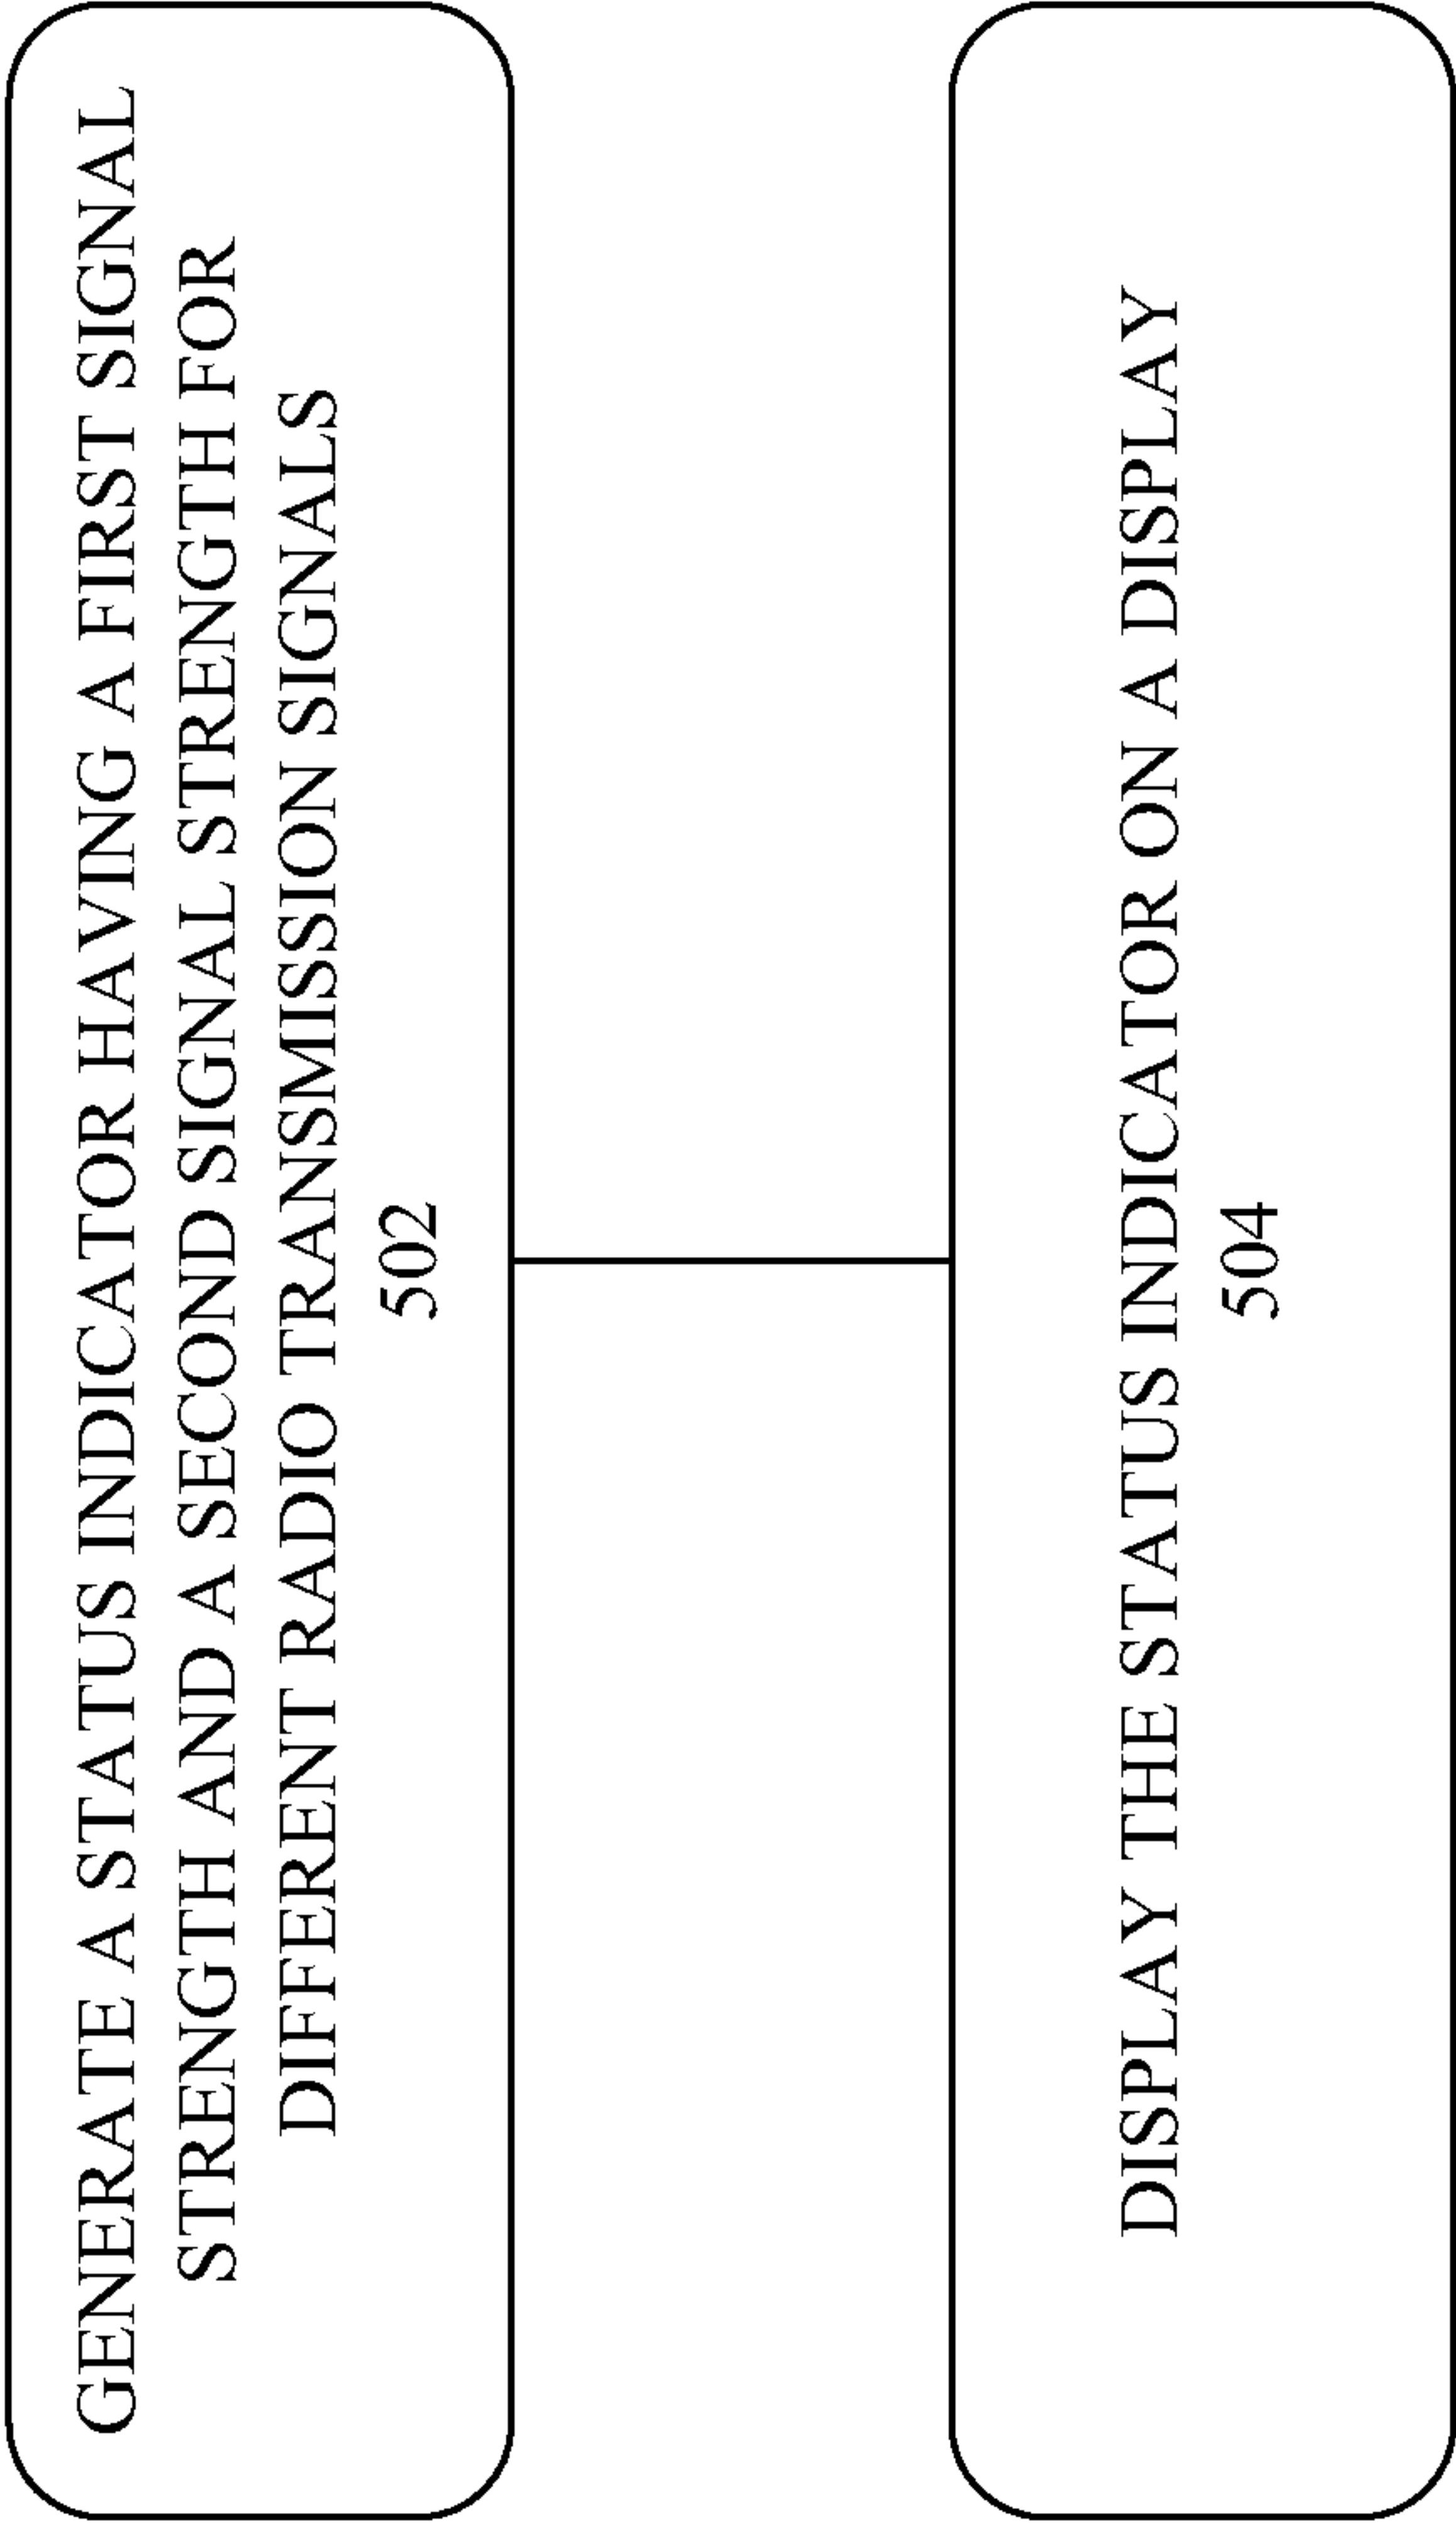 GENERATE A STATUS INDICATOR HAVING A FIRST SIGNAL
STRENGTH AND A SECOND SIGNAL STRENGTH FOR
DIFFERENT RADIO TRANSMISSION SIGNALS
502
DISPLAY THE STATUS INDICATOR ON A DISPLAY
504